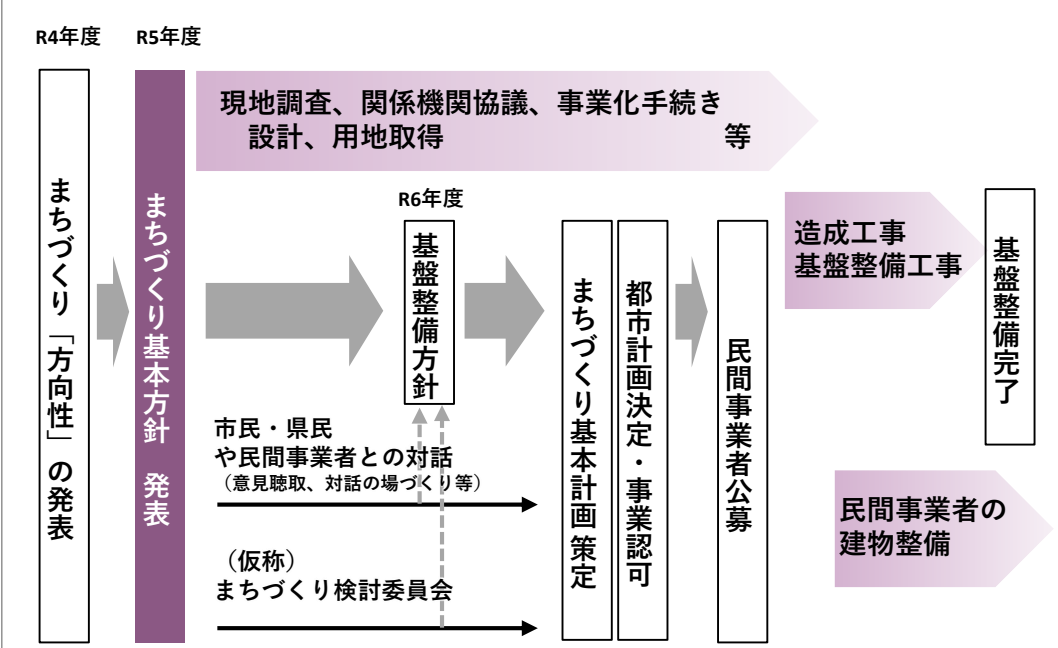 R4年度
R5年度
まちづくり「方向性」の発表
まちづくり基本方針 発表
現地調査、関係機関協議、事業化手続き
設計、用地取得 等
R6年度
基盤整備方針
市民・県民
や民間事業者との対話
（意見聴取、対話の場づくり等）
（仮称）
まちづくり検討委員会
まちづくり基本計画 策定
都市計画決定・事業認可
民間事業者公募
造成工事
基盤整備工事
基盤整備完了
民間事業者の
建物整備